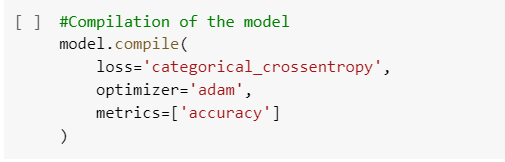 [ ] #Compilation of the model
model.compile(
    loss='categorical_crossentropy',
    optimizer='adam',
    metrics=['accuracy']
)